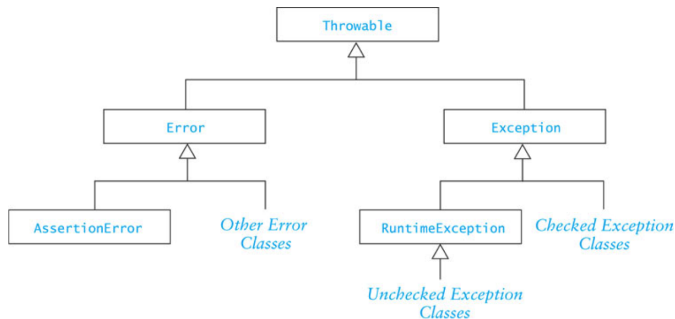 Throwable
Error
Exception
AssertionError
Other Error
Classes
RuntimeException
Checked Exception
Classes
Unchecked Exception
Classes